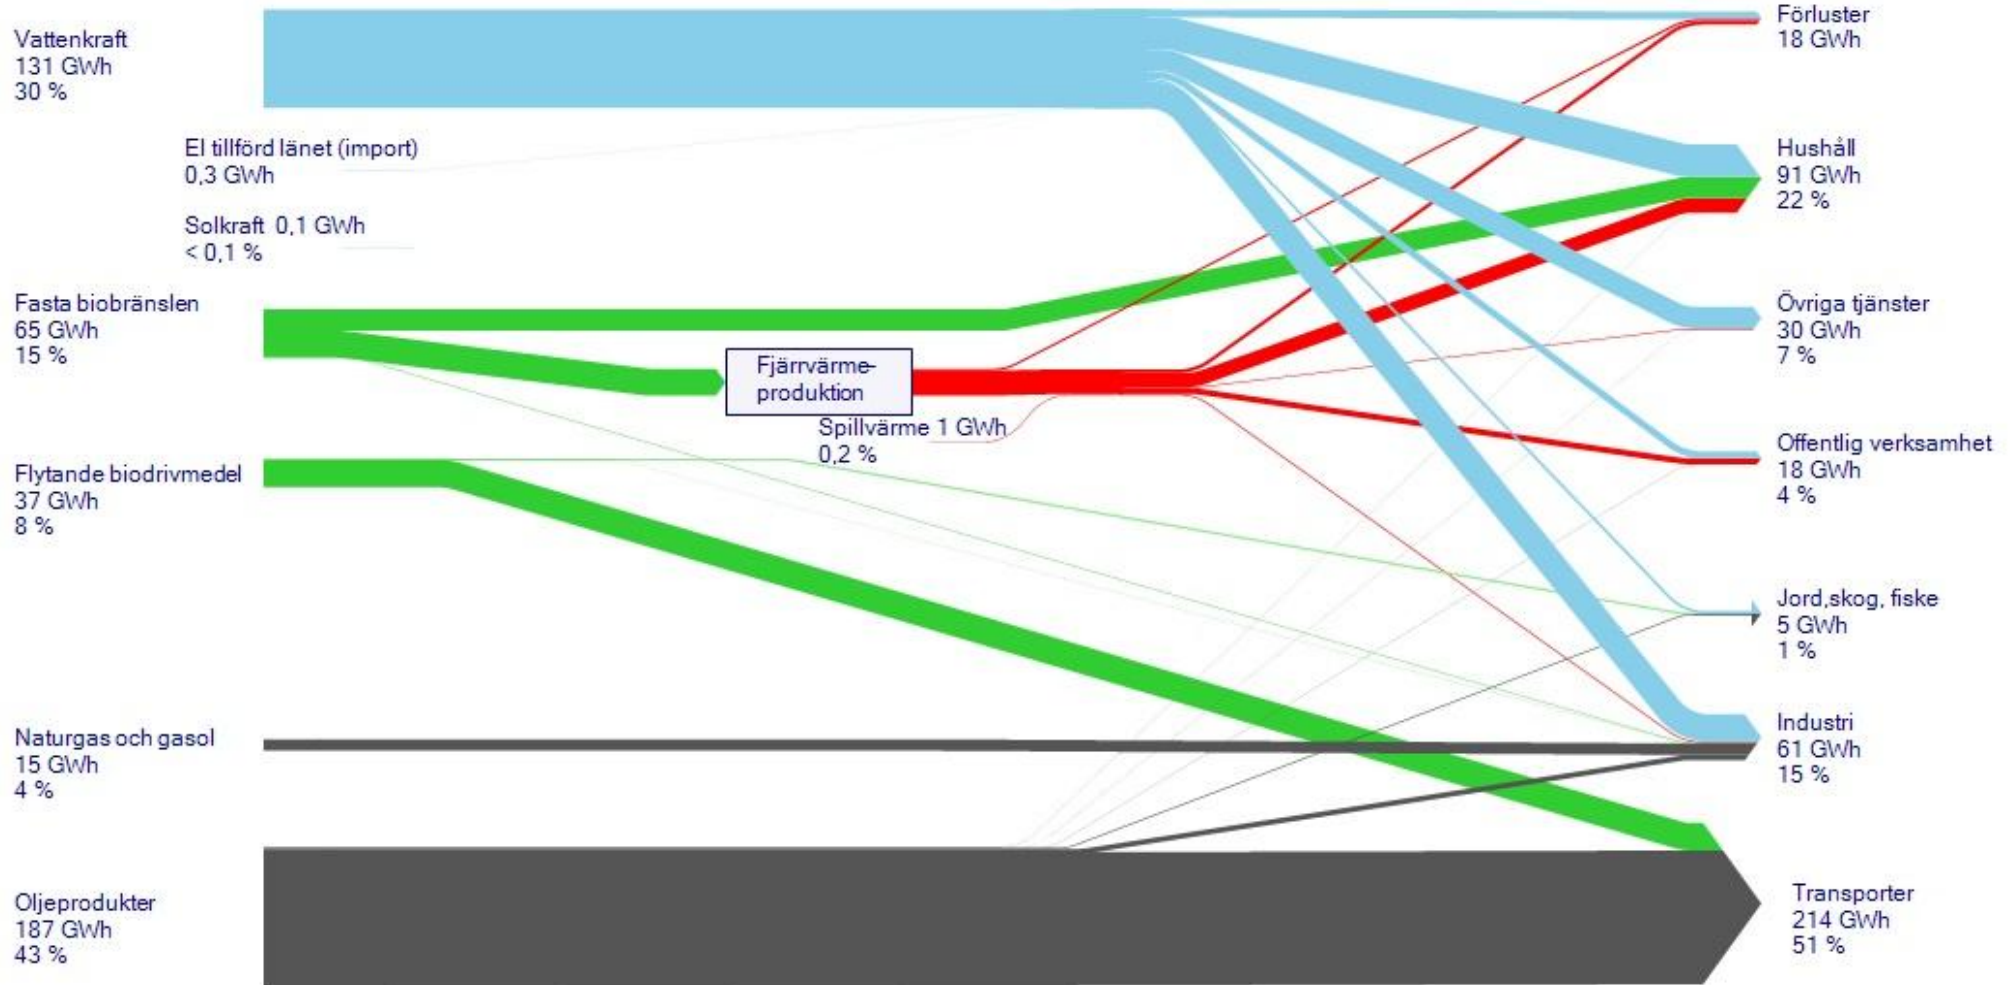 Vattenkraft
131 GWh
30 %
El tillförd länet (import)
0,3 GWh
Solkraft  0,1 GWh
< 0,1 %
Fasta biobränslen
65 GWh
15 %
Fjärrvärme-
produktion
Spillvärme 1 GWh
0,2 %
Flytande biodrivmedel
37 GWh
8 %
Naturgas och gasol
15 GWh
4 %
Oljeprodukter
187 GWh
43 %
Förluster
18 GWh
Hushåll
91 GWh
22 %
Övriga tjänster
30 GWh
7 %
Offentlig verksamhet
18 GWh
4 %
Jord,skog, fiske
5 GWh
1 %
Industri
61 GWh
15 %
Transporter
214 GWh
51 %